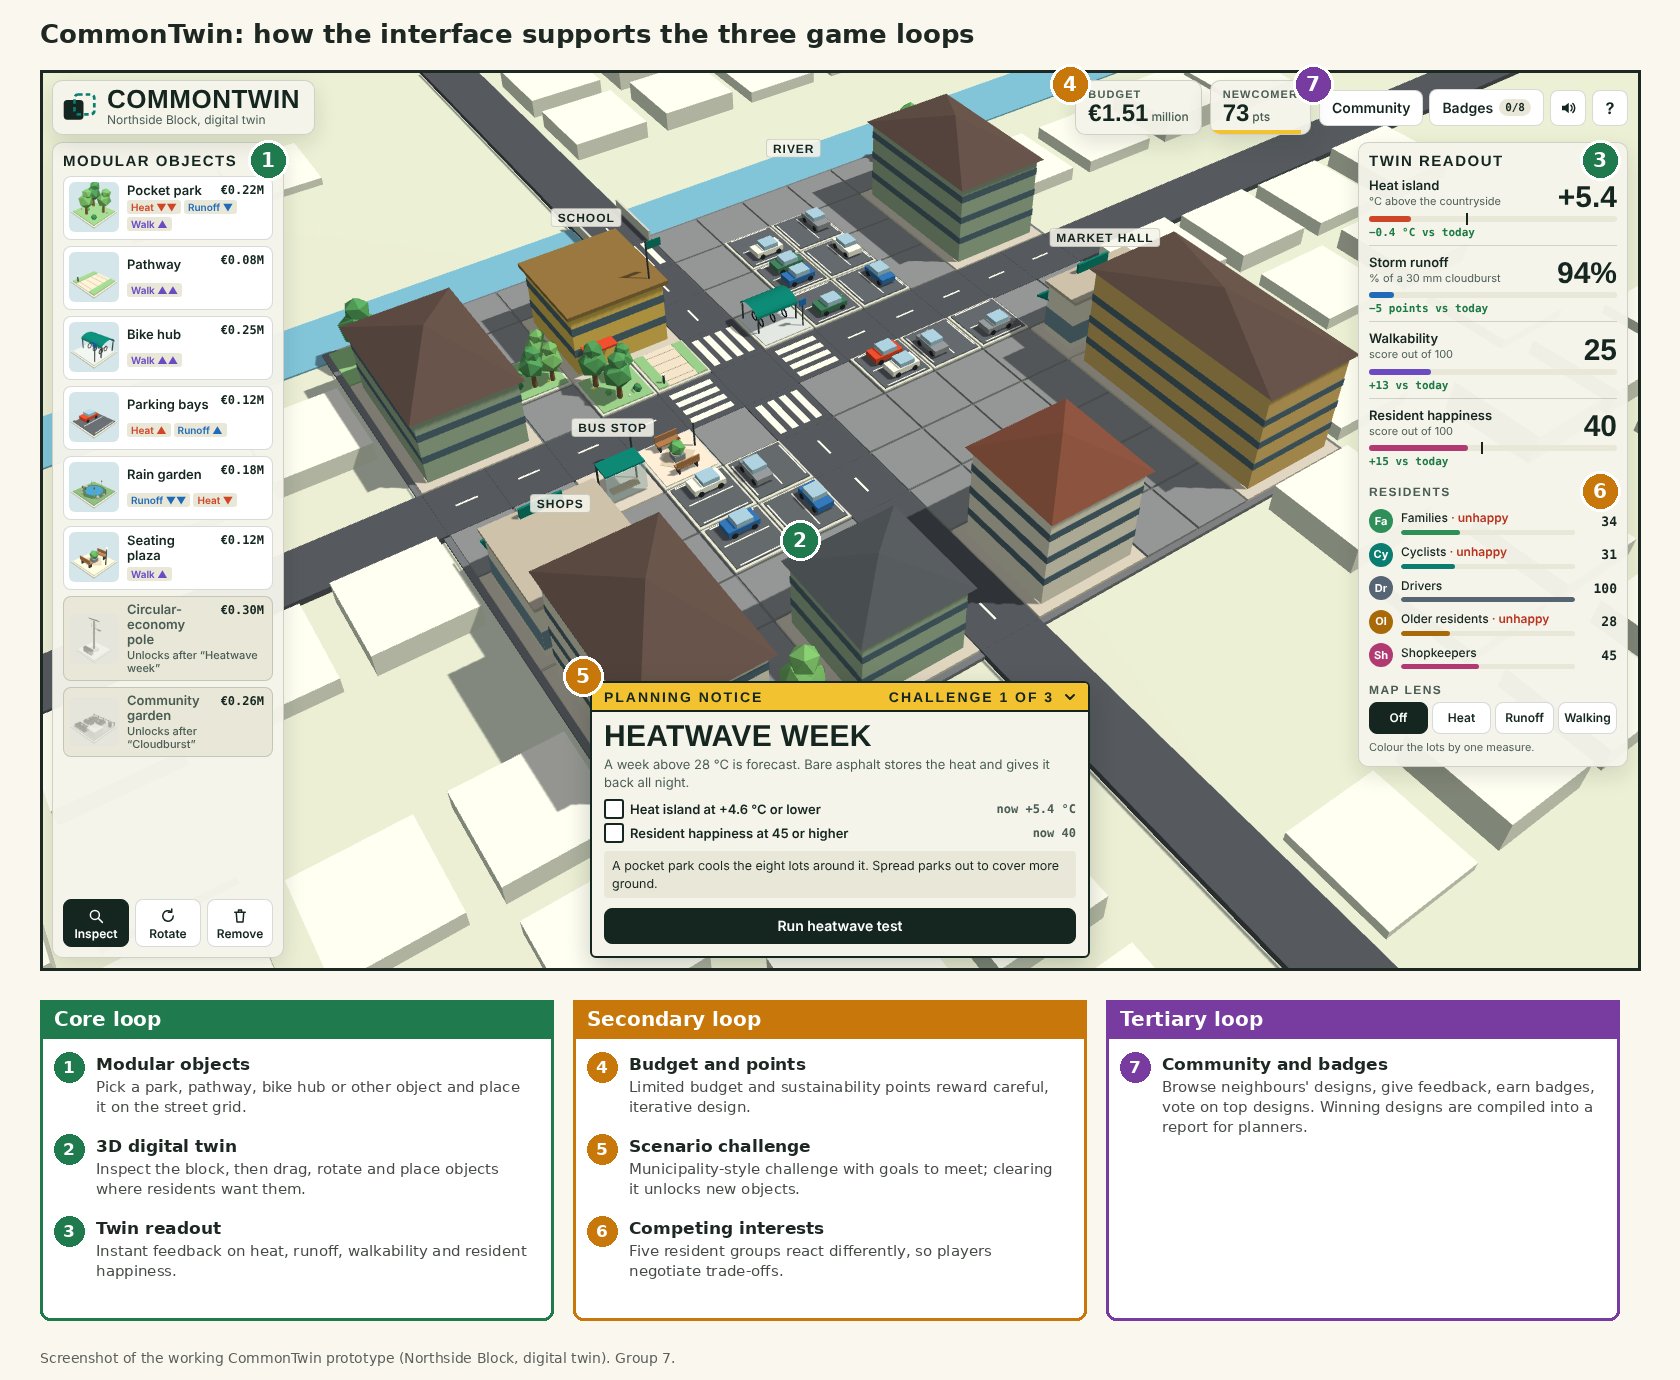 CommonTwin: how the interface supports the three game loops
COMMONTWIN
Northside Block, digital twin
4
BUDGET
€1.51 million
7
NEWCOMER
73 pts
Community
Badges 0/8
?
MODULAR OBJECTS
1
Pocket park €0.22M
Heat ▼▼ Runoff ▼
Walk ▲
Pathway €0.08M
Walk ▲▲
Bike hub €0.25M
Walk ▲▲
Parking bays €0.12M
Heat ▲ Runoff ▲
Rain garden €0.18M
Runoff ▼▼ Heat ▼
Seating €0.12M
plaza
Walk ▲
Circular- €0.30M
economy
pole
Unlocks after “Heatwave
week”
Community €0.26M
garden
Unlocks after
“Cloudburst”
Inspect Rotate Remove
RIVER
SCHOOL
MARKET HALL
BUS STOP
SHOPS
2
TWIN READOUT
3
Heat island
°C above the countryside
+5.4
−0.4 °C vs today
Storm runoff
% of a 30 mm cloudburst
94%
−5 points vs today
Walkability
score out of 100
25
+13 vs today
Resident happiness
score out of 100
40
+15 vs today
RESIDENTS
6
Fa Families · unhappy 34
Cy Cyclists · unhappy 31
Dr Drivers 100
Ol Older residents · unhappy 28
Sh Shopkeepers 45
MAP LENS
Off Heat Runoff Walking
Colour the lots by one measure.
5
PLANNING NOTICE CHALLENGE 1 OF 3
HEATWAVE WEEK
A week above 28 °C is forecast. Bare asphalt stores the heat and gives it
back all night.
Heat island at +4.6 °C or lower now +5.4 °C
Resident happiness at 45 or higher now 40
A pocket park cools the eight lots around it. Spread parks out to cover more
ground.
Run heatwave test
Core loop
1 Modular objects
Pick a park, pathway, bike hub or other object and place
it on the street grid.
2 3D digital twin
Inspect the block, then drag, rotate and place objects
where residents want them.
3 Twin readout
Instant feedback on heat, runoff, walkability and resident
happiness.
Secondary loop
4 Budget and points
Limited budget and sustainability points reward careful,
iterative design.
5 Scenario challenge
Municipality-style challenge with goals to meet; clearing
it unlocks new objects.
6 Competing interests
Five resident groups react differently, so players
negotiate trade-offs.
Tertiary loop
7 Community and badges
Browse neighbours' designs, give feedback, earn badges,
vote on top designs. Winning designs are compiled into a
report for planners.
Screenshot of the working CommonTwin prototype (Northside Block, digital twin). Group 7.